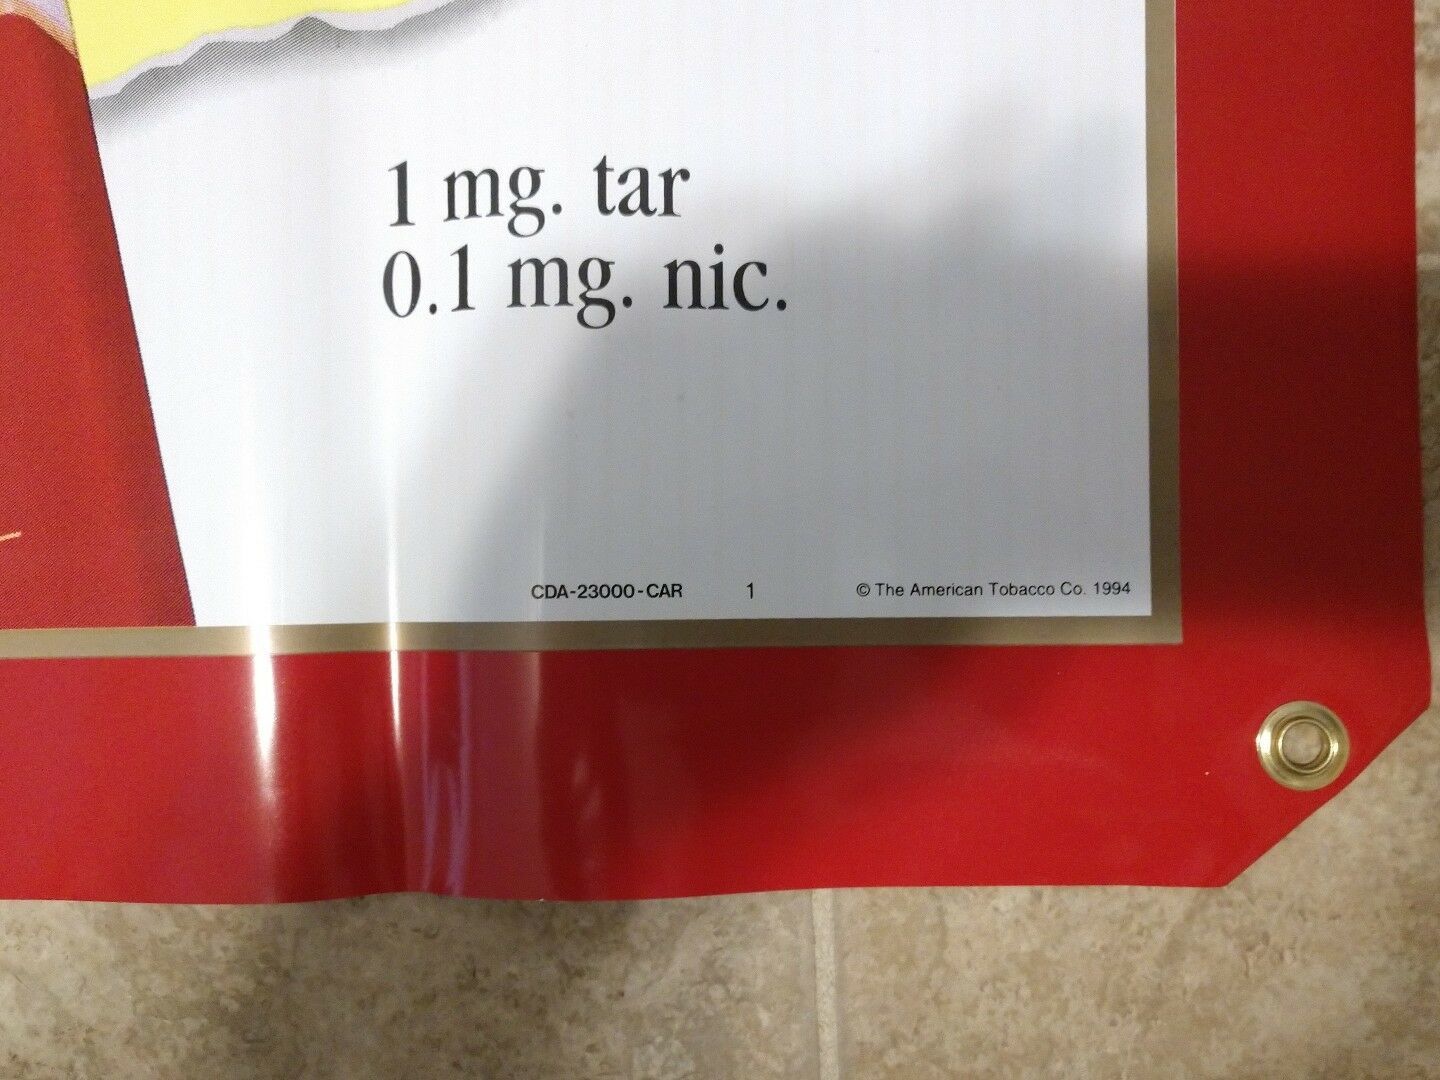 1 mg. tar
0.1 mg. nic.
CDA-23000-CAR 1 © The American Tobacco Co. 1994